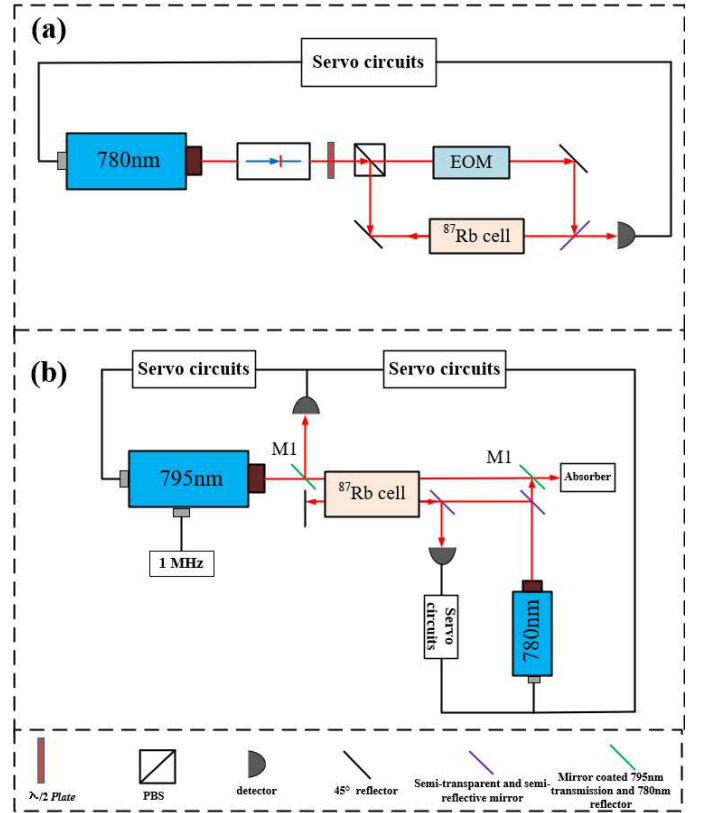 (a)
Servo circuits
780nm
EOM
87Rb cell
(b)
Servo circuits
Servo circuits
M1
M1
795nm
87Rb cell
Absorber
1 MHz
Servo
circuits
780nm
λ/2 Plate
PBS
detector
45° reflector
Semi-transparent and semi-
reflective mirror
Mirror coated 795nm
transmission and 780nm
reflector